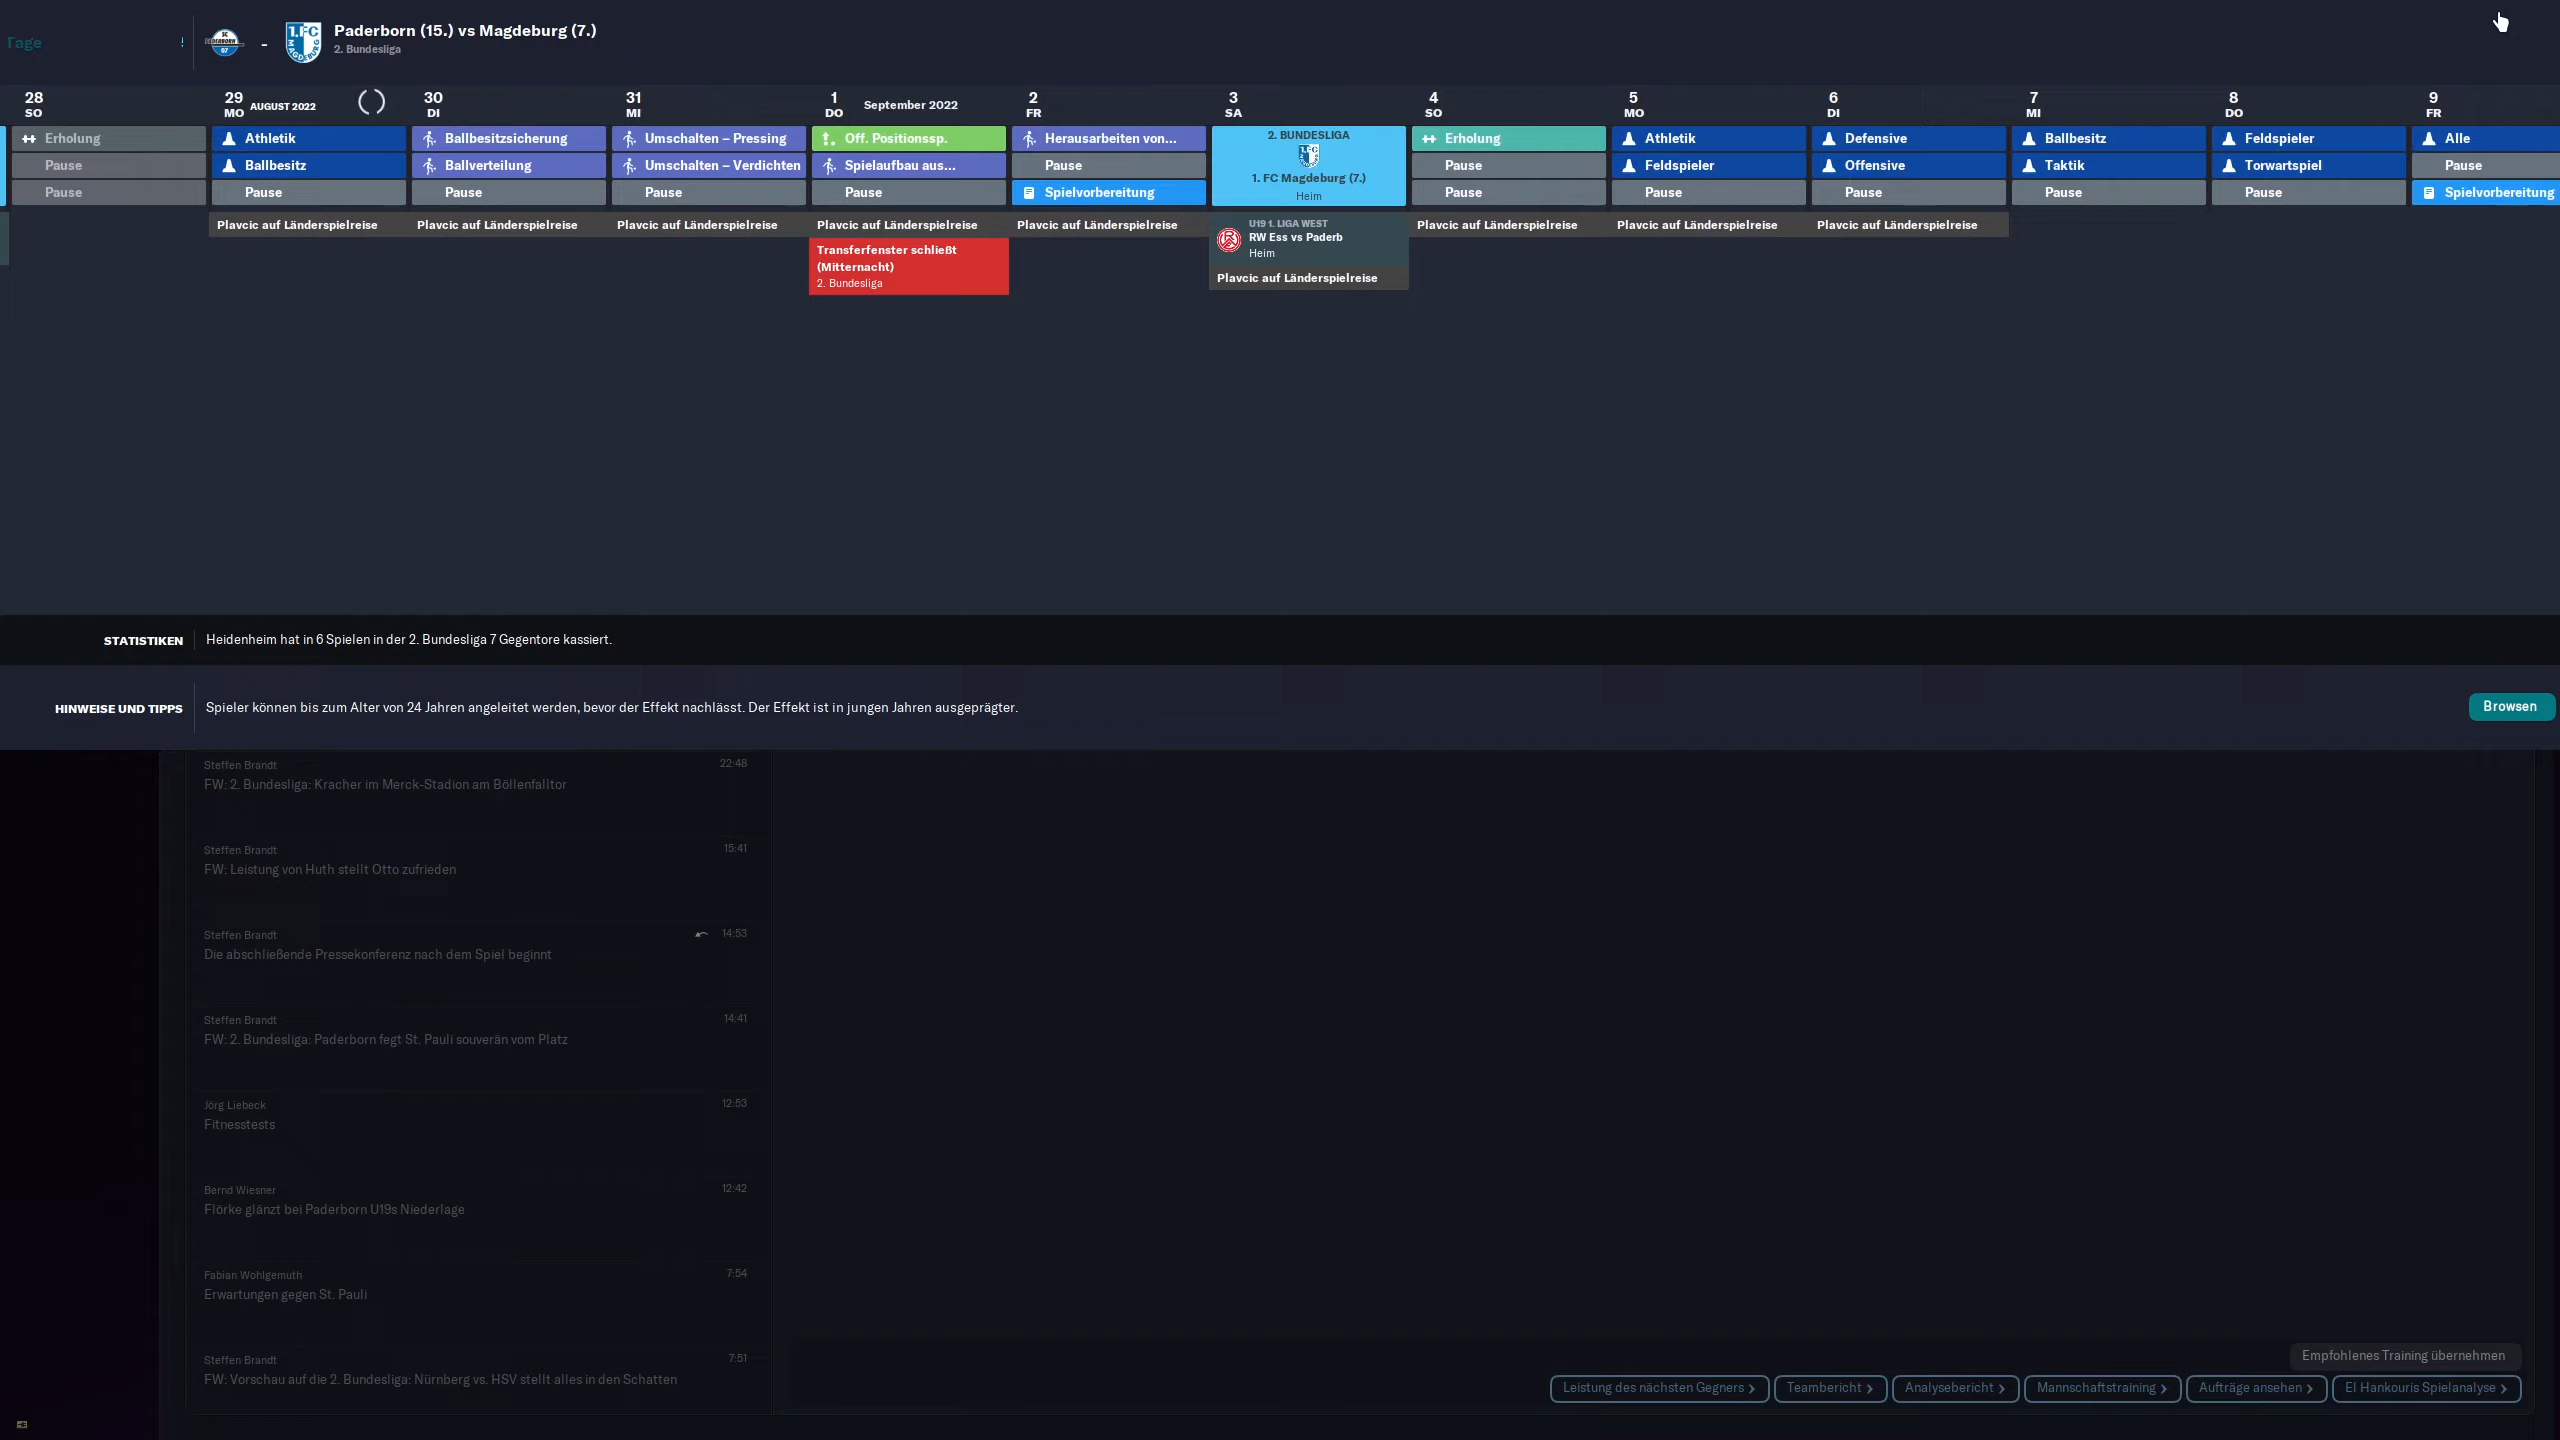 Tage
-
Paderborn (15.) vs Magdeburg (7.)
2. Bundesliga
28 SO
29 MO AUGUST 2022
30 DI
31 MI
1 DO September 2022
2 FR
3 SA
4 SO
5 MO
6 DI
7 MI
8 DO
9 FR
Erholung
Pause
Pause
Athletik
Ballbesitz
Pause
Plavcic auf Länderspielreise
Ballbesitzsicherung
Ballverteilung
Pause
Plavcic auf Länderspielreise
Umschalten – Pressing
Umschalten – Verdichten
Pause
Plavcic auf Länderspielreise
Off. Positionssp.
Spielaufbau aus...
Pause
Plavcic auf Länderspielreise
Transferfenster schließt
(Mitternacht)
2. Bundesliga
Herausarbeiten von...
Pause
Spielvorbereitung
Plavcic auf Länderspielreise
2. BUNDESLIGA
1. FC Magdeburg (7.)
Heim
U19 1. LIGA WEST
RW Ess vs Paderb
Heim
Plavcic auf Länderspielreise
Erholung
Pause
Pause
Plavcic auf Länderspielreise
Athletik
Feldspieler
Pause
Plavcic auf Länderspielreise
Defensive
Offensive
Pause
Plavcic auf Länderspielreise
Ballbesitz
Taktik
Pause
Feldspieler
Torwartspiel
Pause
Alle
Pause
Spielvorbereitung
STATISTIKEN
Heidenheim hat in 6 Spielen in der 2. Bundesliga 7 Gegentore kassiert.
HINWEISE UND TIPPS
Spieler können bis zum Alter von 24 Jahren angeleitet werden, bevor der Effekt nachlässt. Der Effekt ist in jungen Jahren ausgeprägter.
Browsen
Steffen Brandt 22:48
FW: 2. Bundesliga: Kracher im Merck-Stadion am Böllenfalltor
Steffen Brandt 15:41
FW: Leistung von Huth stellt Otto zufrieden
Steffen Brandt 14:53
Die abschließende Pressekonferenz nach dem Spiel beginnt
Steffen Brandt 14:41
FW: 2. Bundesliga: Paderborn fegt St. Pauli souverän vom Platz
Jörg Liebeck 12:53
Fitnesstests
Bernd Wiesner 12:42
Flörke glänzt bei Paderborn U19s Niederlage
Fabian Wohlgemuth 7:54
Erwartungen gegen St. Pauli
Steffen Brandt 7:51
FW: Vorschau auf die 2. Bundesliga: Nürnberg vs. HSV stellt alles in den Schatten
Empfohlenes Training übernehmen
Leistung des nächsten Gegners
Teambericht
Analysebericht
Mannschaftstraining
Aufträge ansehen
El Hankouris Spielanalyse